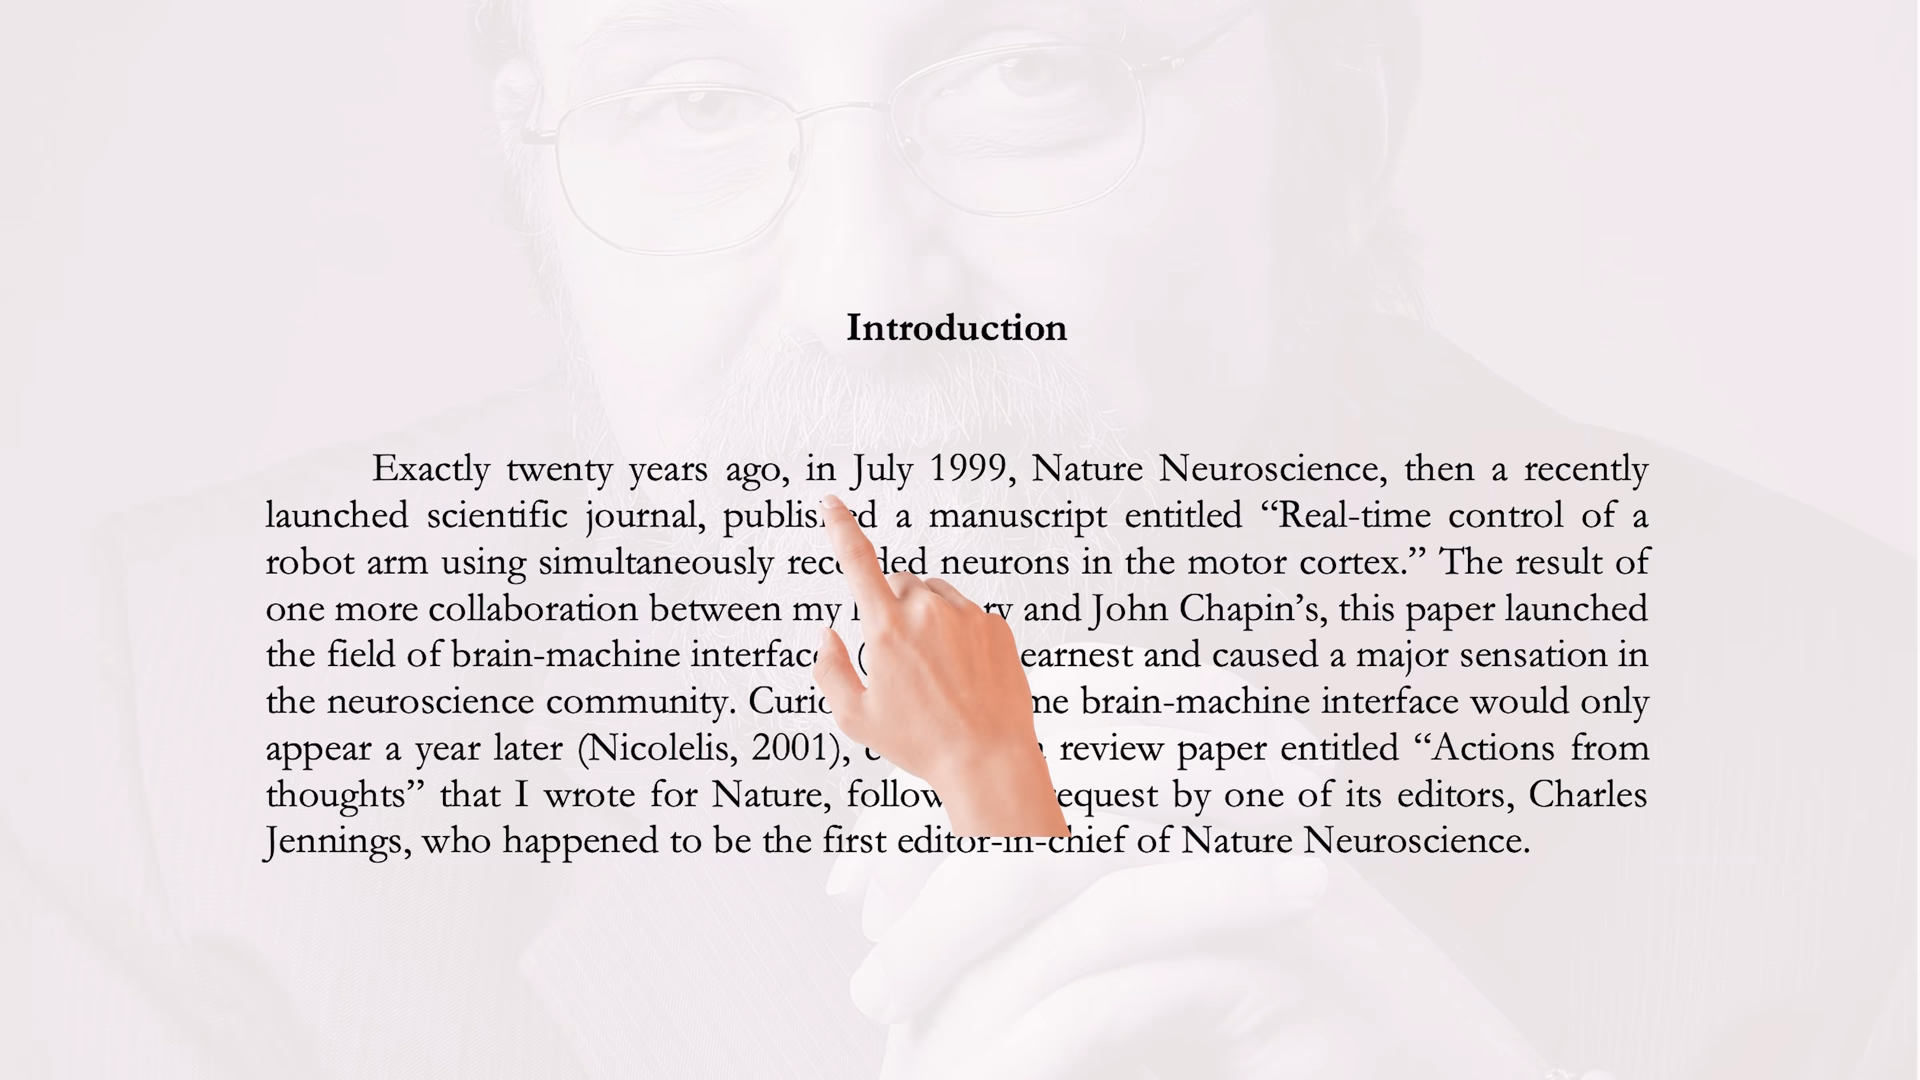 Introduction
Exactly twenty years ago, in July 1999, Nature Neuroscience, then a recently
launched scientific journal, published a manuscript entitled “Real-time control of a
robot arm using simultaneously recorded neurons in the motor cortex.” The result of
one more collaboration between my and John Chapin’s, this paper launched
the field of brain-machine ( earnest and caused a major sensation in
the neuroscience community. brain-machine interface would only
appear a year later (Nicolelis, 2001), review paper entitled “Actions from
thoughts” that I wrote for Nature, request by one of its editors, Charles
Jennings, who happened to be the first editor-in-chief of Nature Neuroscience.